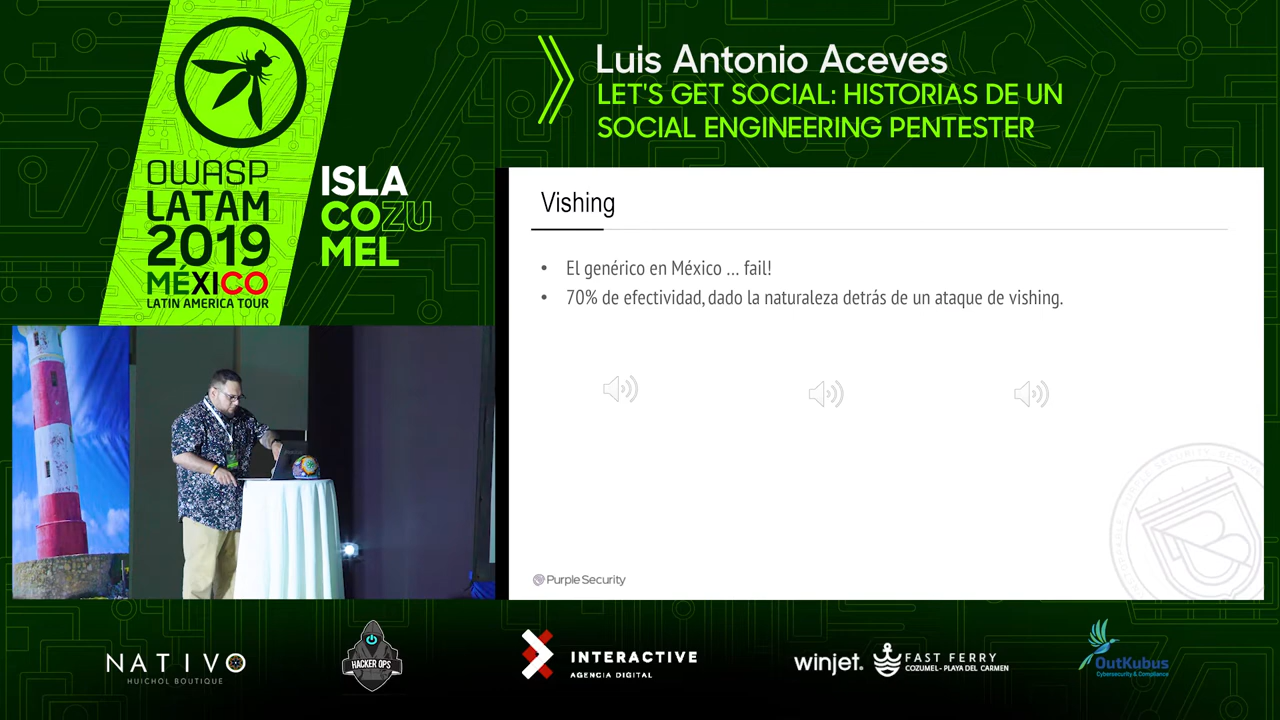 Luis Antonio Aceves
LET'S GET SOCIAL: HISTORIAS DE UN
SOCIAL ENGINEERING PENTESTER
OWASP
LATAM
2019
MÉXICO
LATIN AMERICA TOUR
ISLA
COZU
MEL
Vishing
• El genérico en México ... fail!
• 70% de efectividad, dado la naturaleza detrás de un ataque de vishing.
Purple Security
NATIVO
HUICHOL BOUTIQUE
HACKER OPS
INTERACTIVE
AGENCIA DIGITAL
winjet.
FAST FERRY
COZUMEL - PLAYA DEL CARMEN
OutKubus
Cybersecurity & Compliance